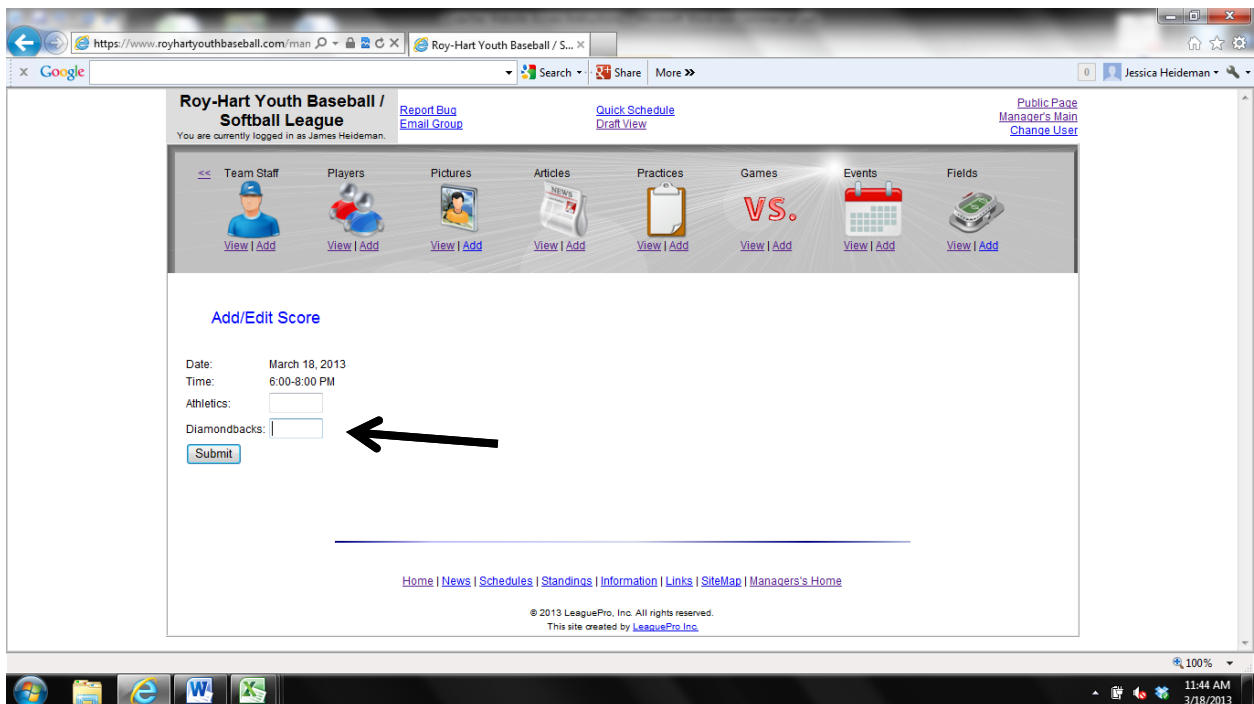 https://www.royhartyouthbaseball.com/man
Roy-Hart Youth Baseball / S...
x Google
Search
Share
More »
0
Jessica Heideman
Roy-Hart Youth Baseball /
Softball League
You are currently logged in as James Heideman.
Report Bug
Email Group
Quick Schedule
Draft View
Public Page
Manager's Main
Change User
<< Team Staff Players Pictures Articles Practices Games Events Fields
NEWS
VS.
View | Add View | Add View | Add View | Add View | Add View | Add View | Add View | Add
Add/Edit Score
Date: March 18, 2013
Time: 6:00-8:00 PM
Athletics:
Diamondbacks:
Submit
Home | News | Schedules | Standings | Information | Links | SiteMap | Managers's Home
© 2013 LeaguePro, Inc. All rights reserved.
This site created by LeaguePro Inc.
100%
11:44 AM
3/18/2013